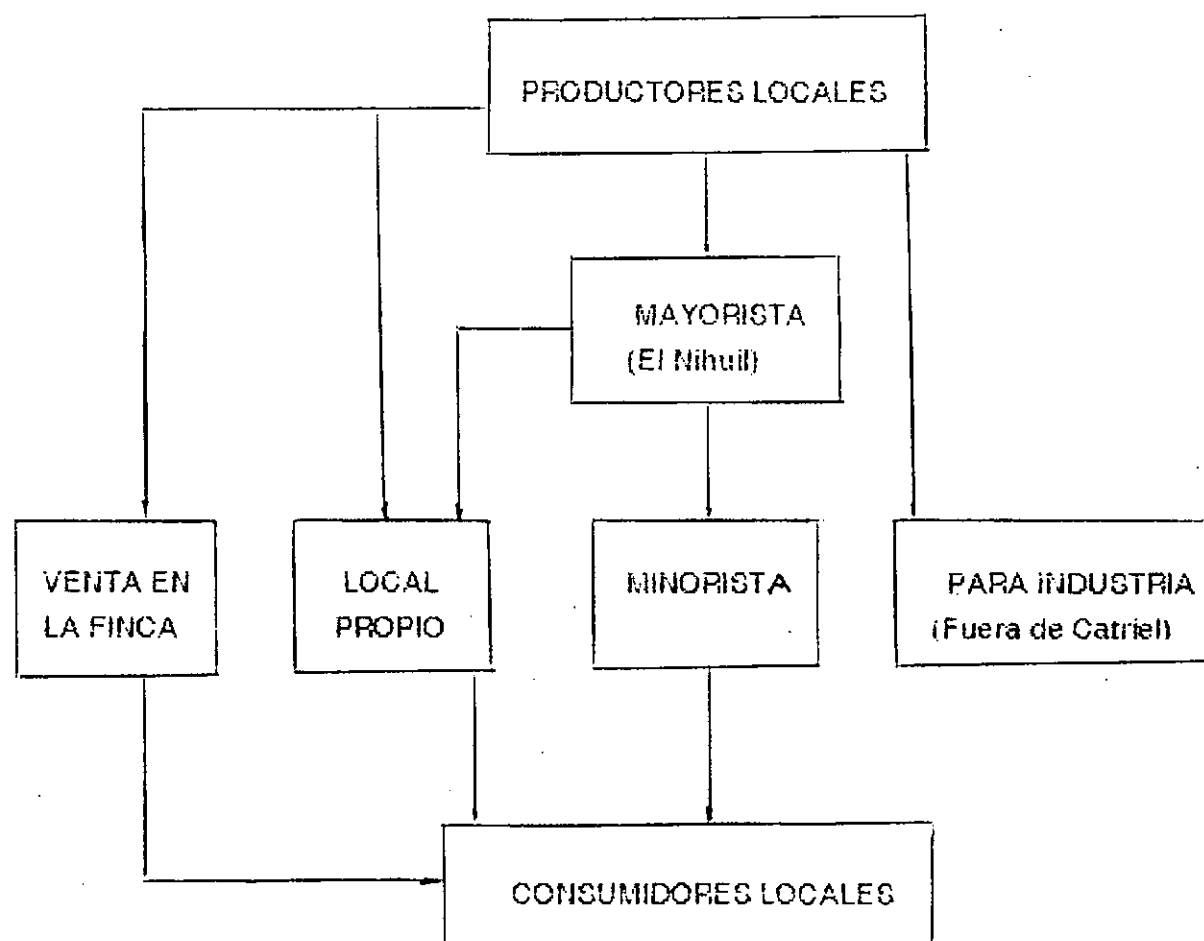 PRODUCTORES LOCALES
MAYORISTA
(El Nihuil)
VENTA EN
LA FINCA
LOCAL
PROPIO
MINORISTA
PARA INDUSTRIA
(Fuera de Catriel)
CONSUMIDORES LOCALES